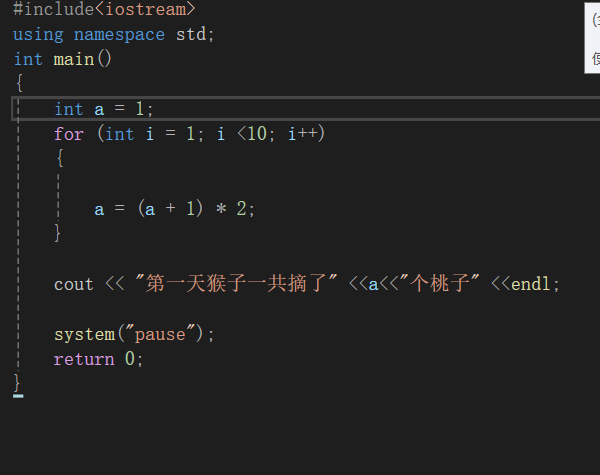 #include<iostream>
using namespace std;
int main()
{
int a = 1;
for (int i = 1; i <10; i++)
{
a = (a + 1) * 2;
}
cout << "第一天猴子一共摘了" <<a<<"个桃子" <<endl;
system("pause");
return 0;
}